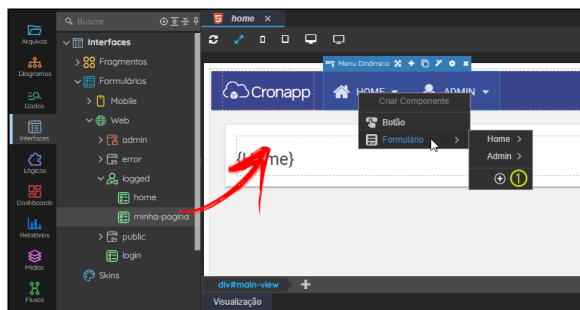 Buscar
home ×
Arquivos
Diagramas
Dados
Interfaces
Lógicos
Dashboards
Relatórios
Mídias
Fluxos
Interfaces
Fragmentos
Formulários
Mobile
Web
admin
error
logged
home
minha-pagina
public
login
Skins
Menu Dinâmico
Cronapp
HOME
ADMIN
Criar Componente
Botão
Formulário
Home
Admin
1
div#main-view
Visualização